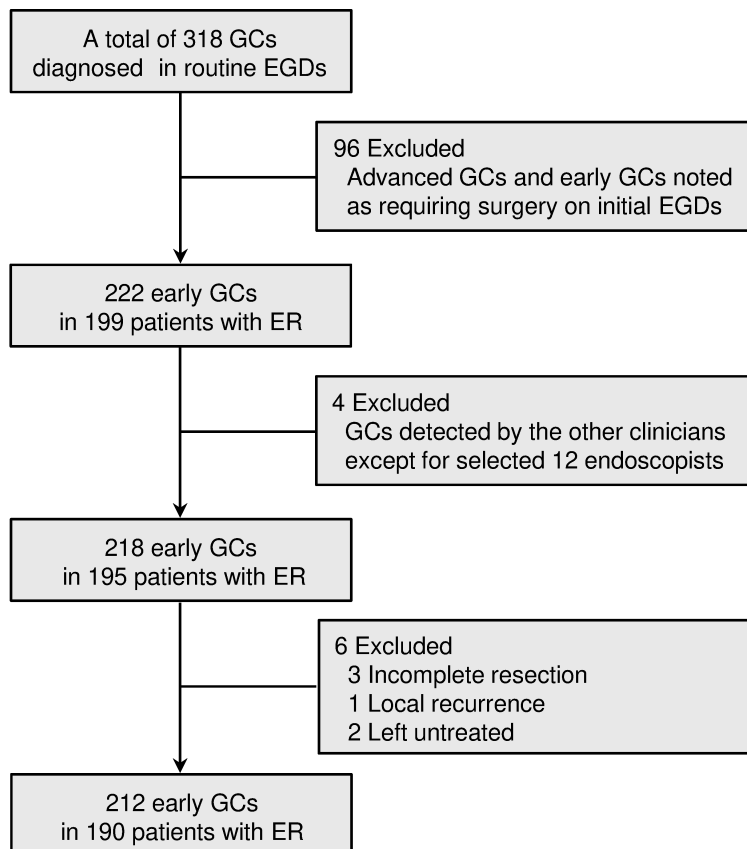 A total of 318 GCs
diagnosed in routine EGDs
96 Excluded
Advanced GCs and early GCs noted
as requiring surgery on initial EGDs
222 early GCs
in 199 patients with ER
4 Excluded
GCs detected by the other clinicians
except for selected 12 endoscopists
218 early GCs
in 195 patients with ER
6 Excluded
3 Incomplete resection
1 Local recurrence
2 Left untreated
212 early GCs
in 190 patients with ER